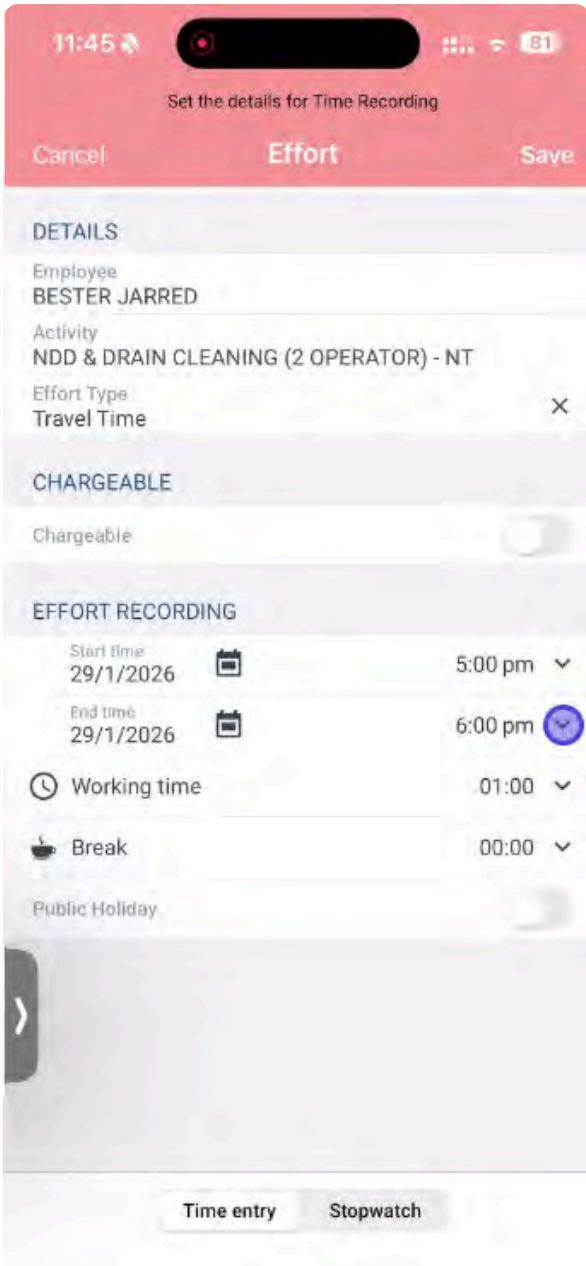 11:45
81
Set the details for Time Recording
Cancel Effort Save
DETAILS
Employee
BESTER JARRED
Activity
NDD & DRAIN CLEANING (2 OPERATOR) - NT
Effort Type
Travel Time
CHARGEABLE
Chargeable
EFFORT RECORDING
Start time
29/1/2026 5:00 pm
End time
29/1/2026 6:00 pm
Working time 01:00
Break 00:00
Public Holiday
Time entry Stopwatch